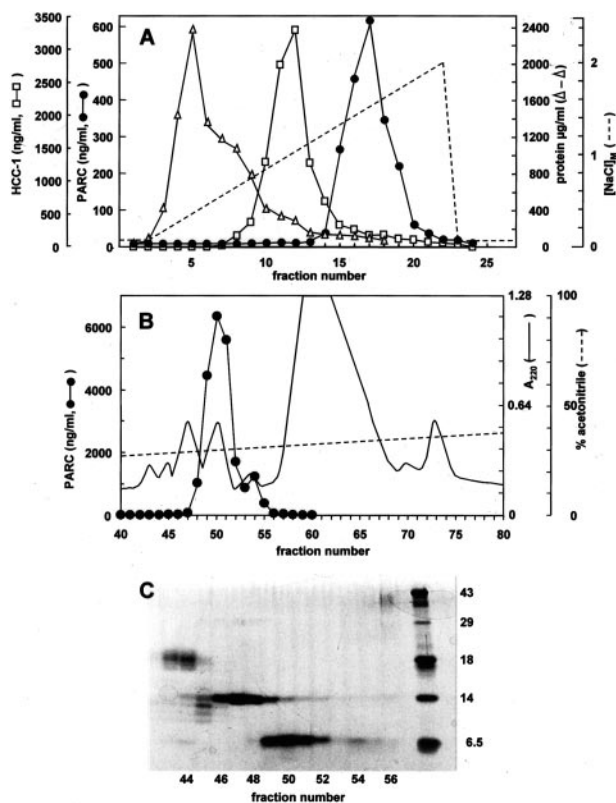 A
HCC-1 (ng/ml, □–□)
3500
3000
2500
2000
1500
1000
500
0
PARC (ng/ml, ●–●)
600
500
400
300
200
100
0
protein µg/ml (Δ – Δ)
2400
2000
1600
1200
800
400
0
[NaCl]M (----)
2
1
0
5 10 15 20 25
fraction number
B
PARC (ng/ml, ●–●)
6000
4000
2000
0
A220 (——)
1.28
0.64
0
% acetonitrile (----)
100
50
0
40 45 50 55 60 65 70 75 80
fraction number
C
43
29
18
14
6.5
44 46 48 50 52 54 56
fraction number